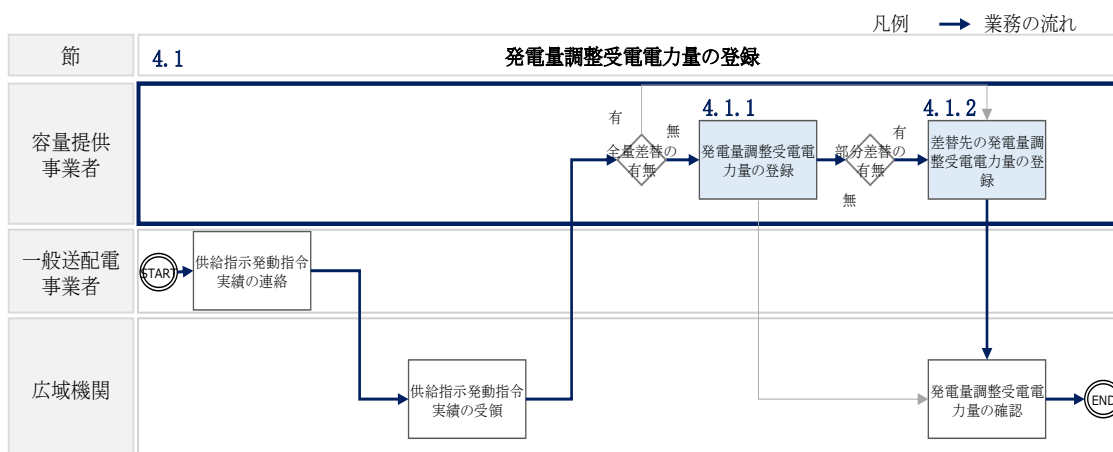 凡例 業務の流れ
節
4.1
発電量調整受電電力量の登録
容量提供
事業者
有
無
全量差替の
有無
4.1.1
発電量調整受電電
力量の登録
部分差替の
有無
有
無
4.1.2
差替先の発電量調
整受電電力量の登
録
一般送配電
事業者
START
供給指示発動指令
実績の連絡
広域機関
供給指示発動指令
実績の受領
発電量調整受電電
力量の確認
END